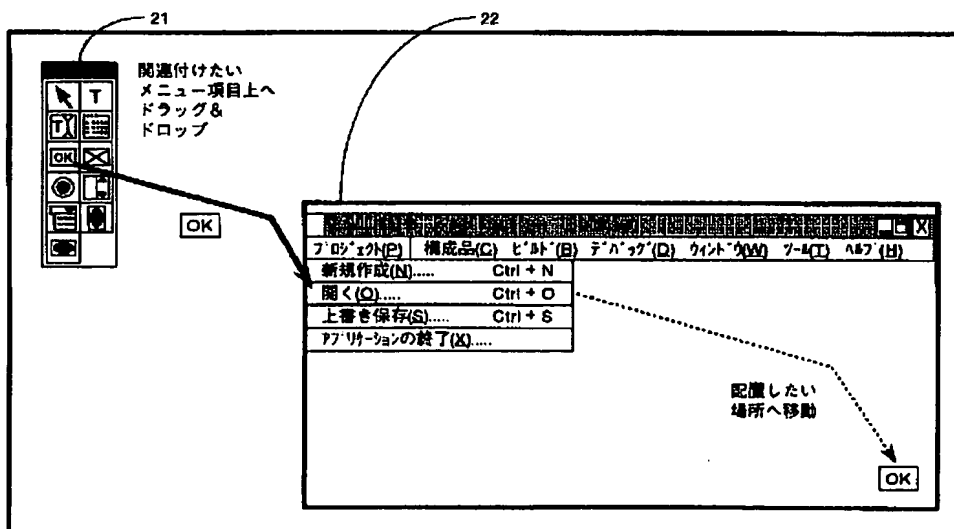 21
22
関連付けたい
メニュー項目上へ
ドラッグ＆
ドロップ
T
T
OK
OK
プロジェクト(P) 構成品(C) ビルド(B) デバッグ(D) ウィンドウ(W) ツール(T) ヘルプ(H)
新規作成(N)..... Ctrl + N
開く(O)..... Ctrl + O
上書き保存(S)..... Ctrl + S
アプリケーションの終了(X).....
配置したい
場所へ移動
OK